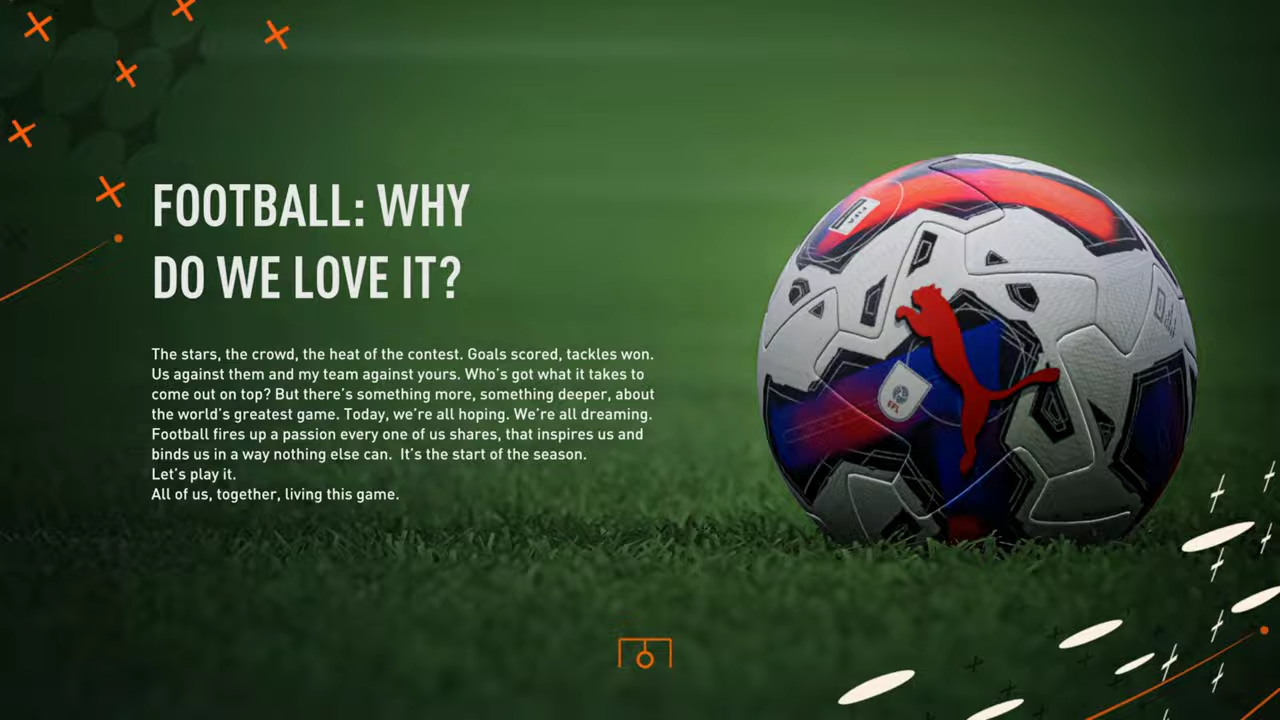 FOOTBALL: WHY
DO WE LOVE IT?
The stars, the crowd, the heat of the contest. Goals scored, tackles won.
Us against them and my team against yours. Who's got what it takes to
come out on top? But there's something more, something deeper, about
the world's greatest game. Today, we're all hoping. We're all dreaming.
Football fires up a passion every one of us shares, that inspires us and
binds us in a way nothing else can.  It's the start of the season.
Let's play it.
All of us, together, living this game.
FIFA
EFL